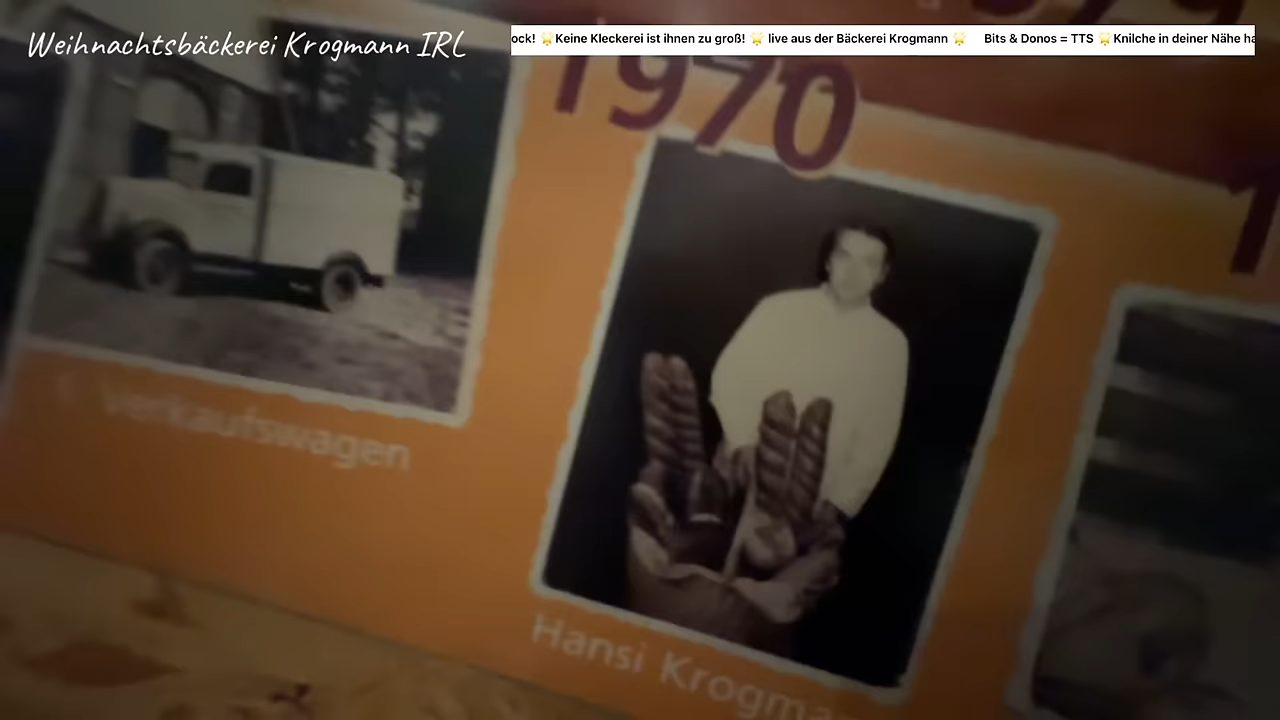 Weihnachtsbäckerei Krogmann IRL
ock! 🌟Keine Kleckerei ist ihnen zu groß! 🌟 live aus der Bäckerei Krogmann 🌟 Bits & Donos = TTS 🌟Knilche in deiner Nähe ha
1970
Verkaufswagen
Hansi Krogma